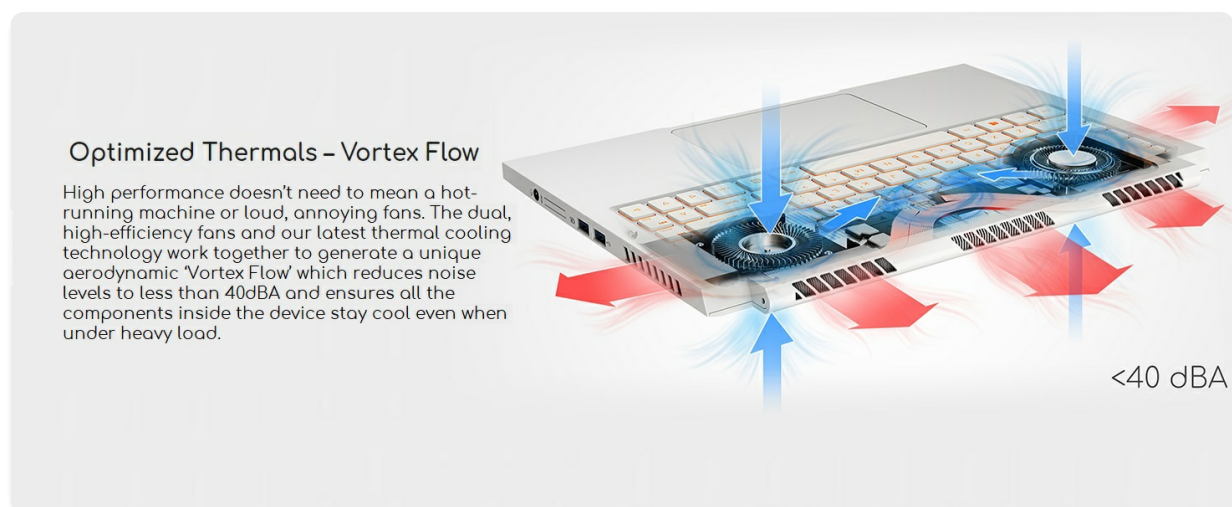 Optimized Thermals – Vortex Flow
High performance doesn't need to mean a hot-
running machine or loud, annoying fans. The dual,
high-efficiency fans and our latest thermal cooling
technology work together to generate a unique
aerodynamic 'Vortex Flow' which reduces noise
levels to less than 40dBA and ensures all the
components inside the device stay cool even when
under heavy load.
<40 dBA